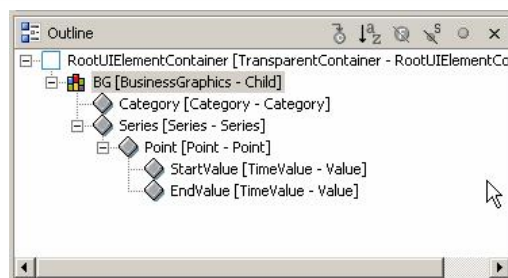 Outline
RootUIElementContainer [TransparentContainer - RootUIElementCo
BG [BusinessGraphics - Child]
Category [Category - Category]
Series [Series - Series]
Point [Point - Point]
StartValue [TimeValue - Value]
EndValue [TimeValue - Value]